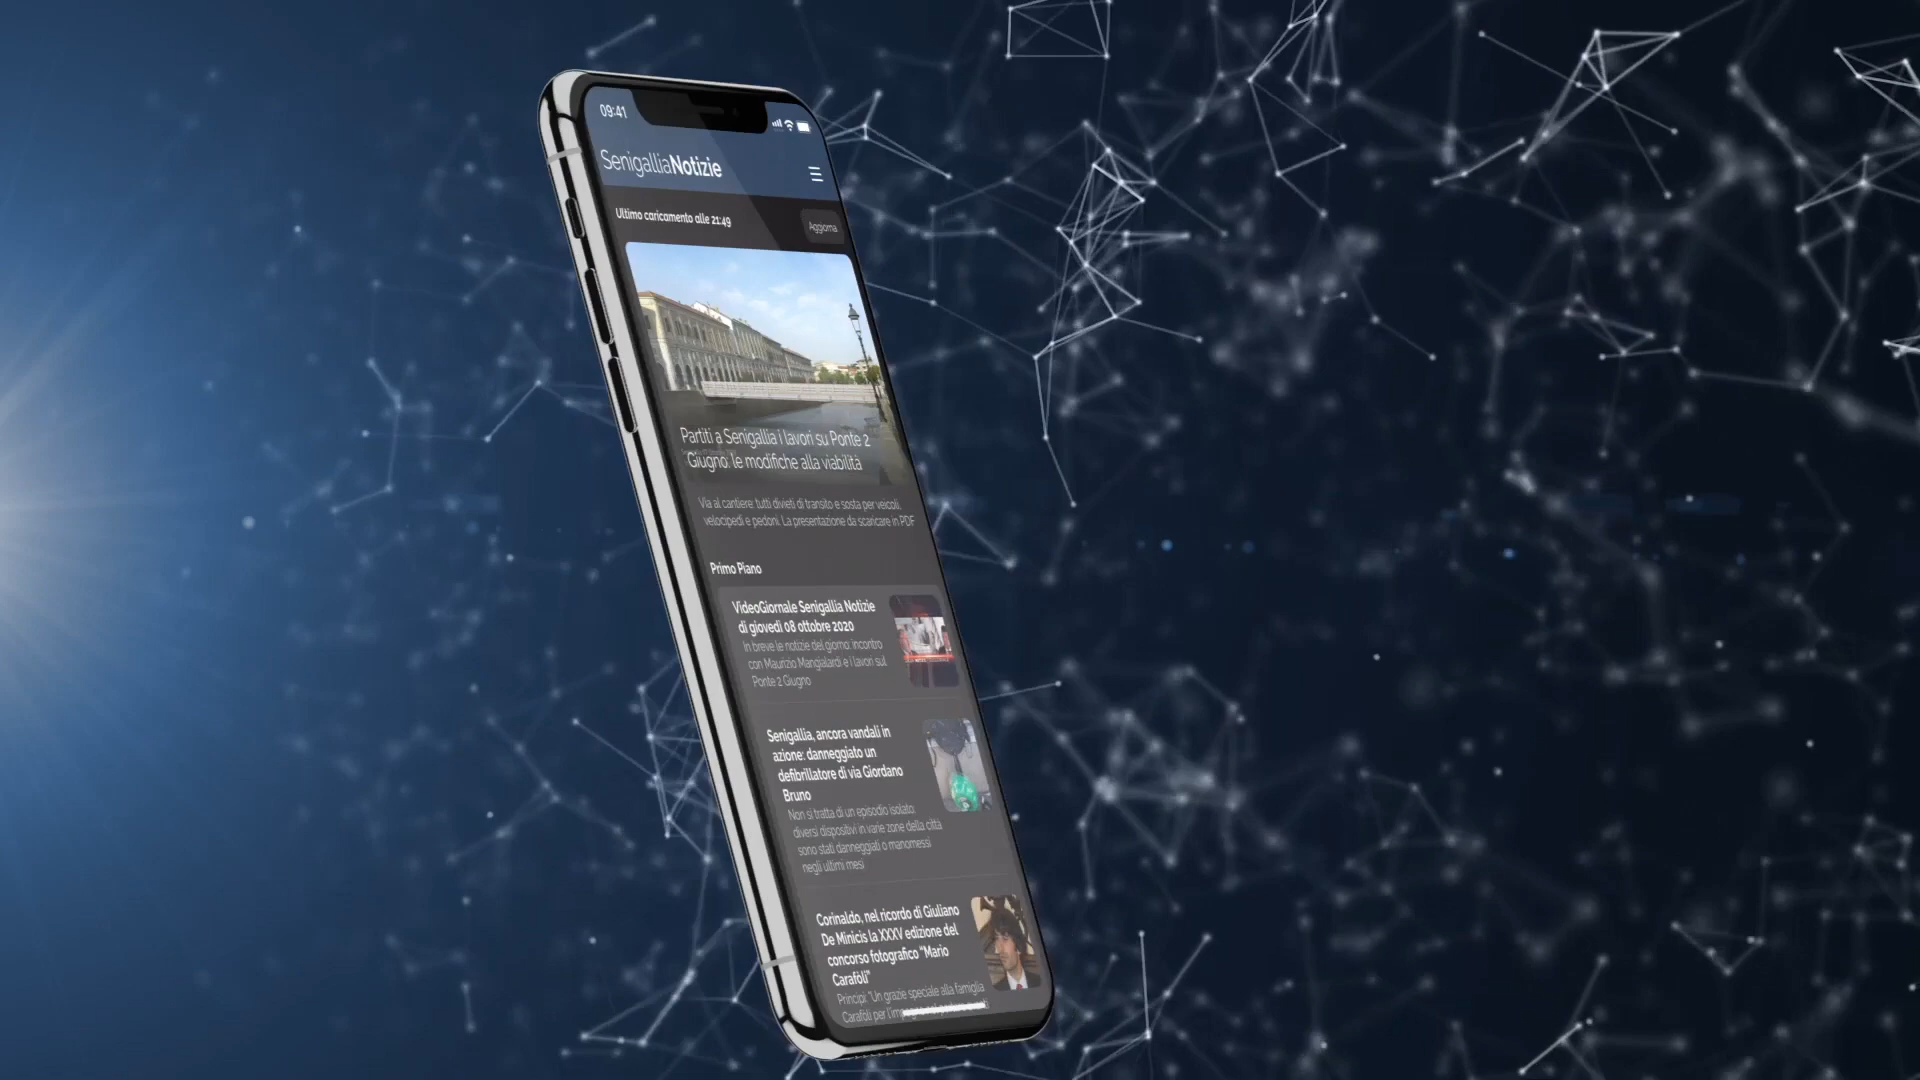 09:41
SenigalliaNotizie
Ultimo caricamento alle 21:49
Aggiorna
Partiti a Senigallia i lavori su Ponte 2
Giugno: le modifiche alla viabilità
Via al cantiere: tutti divieti di transito e sosta per veicoli,
velocipedi e pedoni. La presentazione da scaricare in PDF
Primo Piano
VideoGiornale Senigallia Notizie
di giovedì 08 ottobre 2020
In breve le notizie del giorno: incontro
con Maurizio Mangialardi e i lavori sul
Ponte 2 Giugno
Senigallia, ancora vandali in
azione: danneggiato un
defibrillatore di via Giordano
Bruno
Non si tratta di un episodio isolato:
diversi dispositivi in varie zone della città
sono stati danneggiati o manomessi
negli ultimi mesi
Corinaldo, nel ricordo di Giuliano
De Minicis la XXXV edizione del
concorso fotografico "Mario
Carafòli"
Principi: "Un grazie speciale alla famiglia
Carafòli per